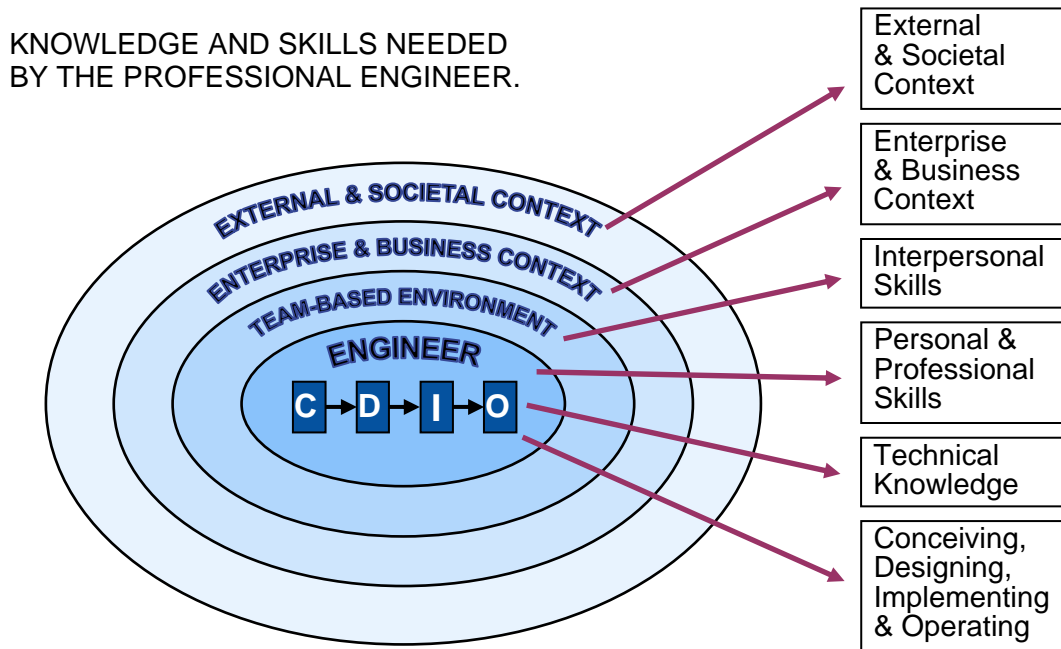 KNOWLEDGE AND SKILLS NEEDED
BY THE PROFESSIONAL ENGINEER.
EXTERNAL & SOCIETAL CONTEXT
ENTERPRISE & BUSINESS CONTEXT
TEAM-BASED ENVIRONMENT
ENGINEER
C D I O
External
& Societal
Context
Enterprise
& Business
Context
Interpersonal
Skills
Personal &
Professional
Skills
Technical
Knowledge
Conceiving,
Designing,
Implementing
& Operating